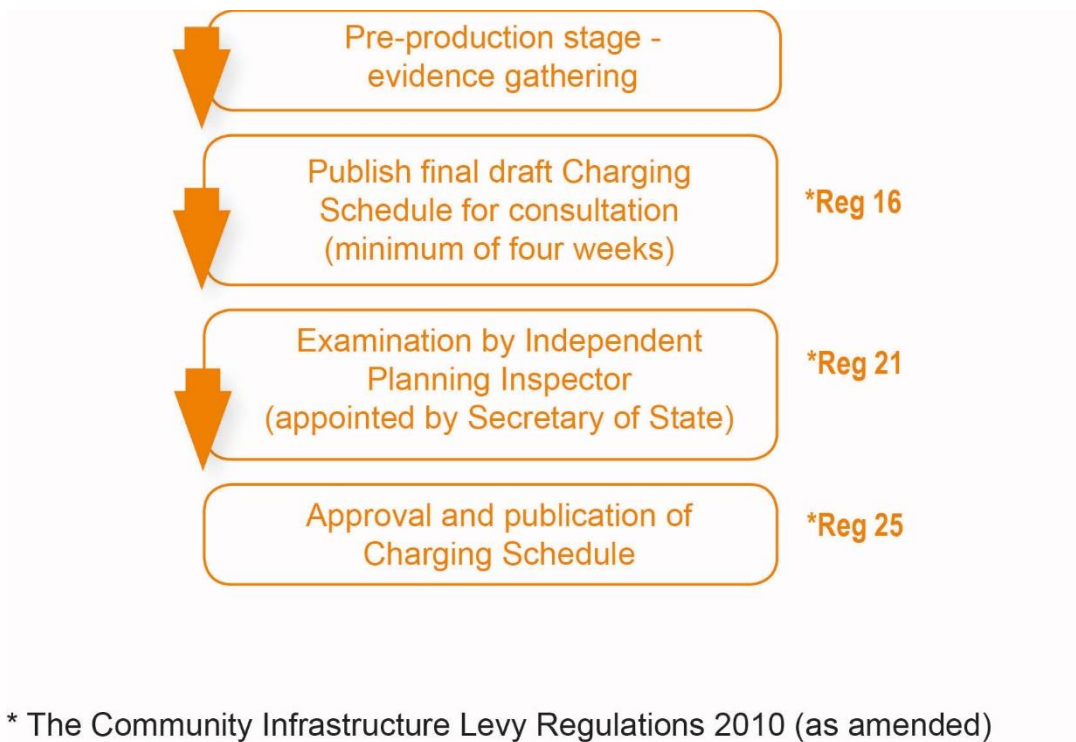 Pre-production stage -
evidence gathering
Publish final draft Charging
Schedule for consultation
(minimum of four weeks)
*Reg 16
Examination by Independent
Planning Inspector
(appointed by Secretary of State)
*Reg 21
Approval and publication of
Charging Schedule
*Reg 25
* The Community Infrastructure Levy Regulations 2010 (as amended)